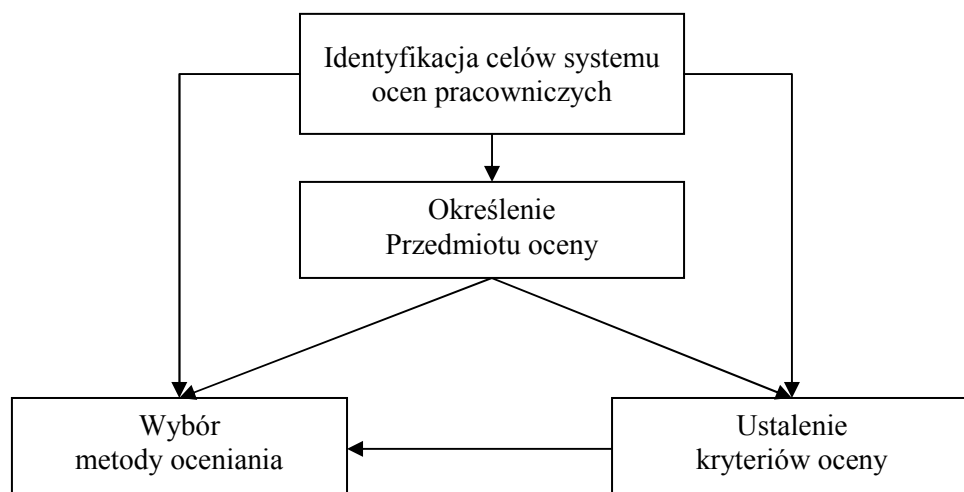 Identyfikacja celów systemu
ocen pracowniczych
Określenie
Przedmiotu oceny
Wybór
metody oceniania
Ustalenie
kryteriów oceny